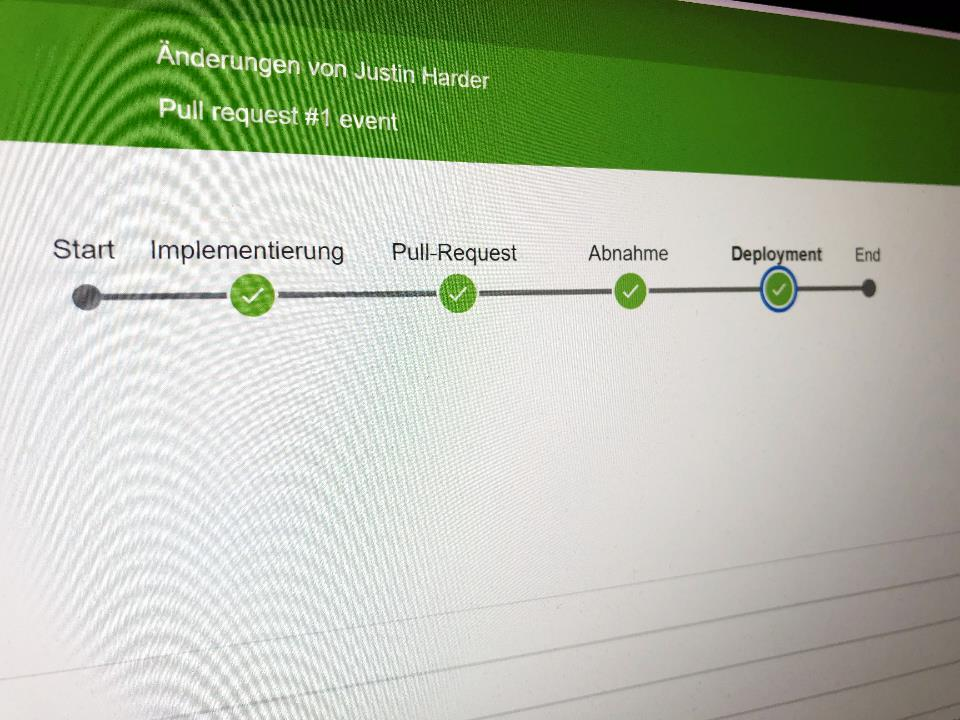 Änderungen von Justin Harder
Pull request #1 event
Start Implementierung Pull-Request Abnahme Deployment End